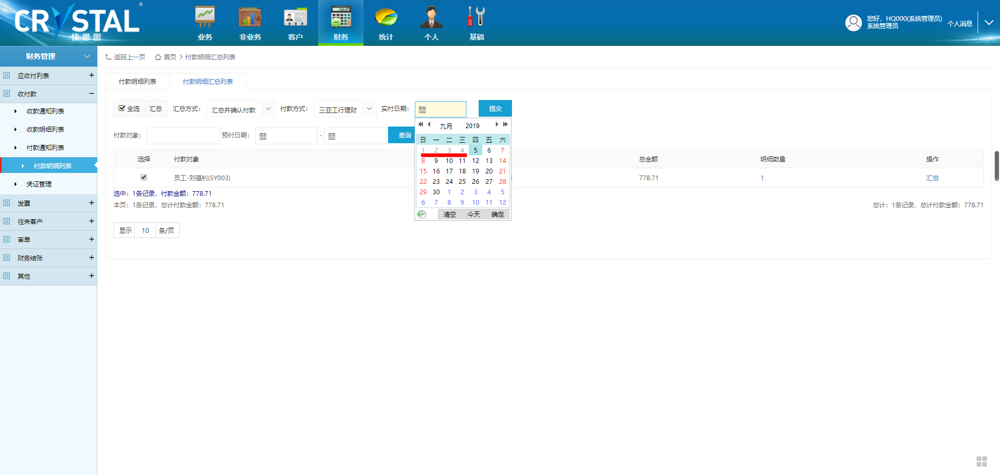 CRYSTAL®
快思图
业务
非业务
客户
财务
统计
个人
基础
您好，HQ000(系统管理员)
系统管理员
个人消息
财务管理
应收付列表 +
收付款 −
收款通知列表
收款明细列表
付款通知列表
付款明细列表
凭证管理
发票 +
往来客户 +
审单 +
财务结账 +
其他 +
返回上一页 首页 > 付款明细汇总列表
付款明细列表 付款明细汇总列表
全选 汇总 汇总方式： 汇总并确认付款 付款方式： 三亚工行理财 实付日期： 提交
付款对象： 预付日期： - 查询
九月 2019
日 一 二 三 四 五 六
1 2 3 4 5 6 7
8 9 10 11 12 13 14
15 16 17 18 19 20 21
22 23 24 25 26 27 28
29 30 1 2 3 4 5
6 7 8 9 10 11 12
清空 今天 确定
选择 付款对象 总金额 明细数量 操作
员工-刘蕴钊(SY003) 778.71 1 汇总
选中：1条记录，付款金额：778.71
本页：1条记录，总计付款金额：778.71
总计：1条记录，总计付款金额：778.71
显示 10 条/页